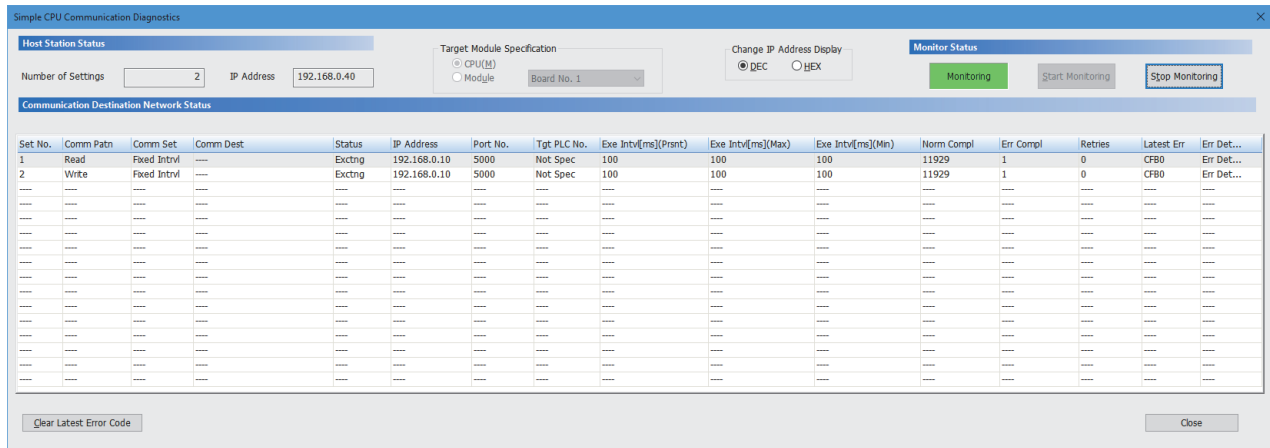 Simple CPU Communication Diagnostics
Host Station Status
Number of Settings 2 IP Address 192.168.0.40
Target Module Specification
CPU(M)
Module Board No. 1
Change IP Address Display
DEC HEX
Monitor Status
Monitoring Start Monitoring Stop Monitoring
Communication Destination Network Status
Set No. Comm Patn Comm Set Comm Dest Status IP Address Port No. Tgt PLC No. Exe Intvl[ms](Prsnt) Exe Intvl[ms](Max) Exe Intvl[ms](Min) Norm Compl Err Compl Retries Latest Err Err Det...
1 Read Fixed Intrvl ---- Exctng 192.168.0.10 5000 Not Spec 100 100 100 11929 1 0 CFB0 Err Det...
2 Write Fixed Intrvl ---- Exctng 192.168.0.10 5000 Not Spec 100 100 100 11929 1 0 CFB0 Err Det...
---- ---- ---- ---- ---- ---- ---- ---- ---- ---- ---- ---- ---- ---- ---- ----
---- ---- ---- ---- ---- ---- ---- ---- ---- ---- ---- ---- ---- ---- ---- ----
---- ---- ---- ---- ---- ---- ---- ---- ---- ---- ---- ---- ---- ---- ---- ----
---- ---- ---- ---- ---- ---- ---- ---- ---- ---- ---- ---- ---- ---- ---- ----
---- ---- ---- ---- ---- ---- ---- ---- ---- ---- ---- ---- ---- ---- ---- ----
---- ---- ---- ---- ---- ---- ---- ---- ---- ---- ---- ---- ---- ---- ---- ----
---- ---- ---- ---- ---- ---- ---- ---- ---- ---- ---- ---- ---- ---- ---- ----
---- ---- ---- ---- ---- ---- ---- ---- ---- ---- ---- ---- ---- ---- ---- ----
---- ---- ---- ---- ---- ---- ---- ---- ---- ---- ---- ---- ---- ---- ---- ----
---- ---- ---- ---- ---- ---- ---- ---- ---- ---- ---- ---- ---- ---- ---- ----
---- ---- ---- ---- ---- ---- ---- ---- ---- ---- ---- ---- ---- ---- ---- ----
---- ---- ---- ---- ---- ---- ---- ---- ---- ---- ---- ---- ---- ---- ---- ----
---- ---- ---- ---- ---- ---- ---- ---- ---- ---- ---- ---- ---- ---- ---- ----
---- ---- ---- ---- ---- ---- ---- ---- ---- ---- ---- ---- ---- ---- ---- ----
Clear Latest Error Code Close